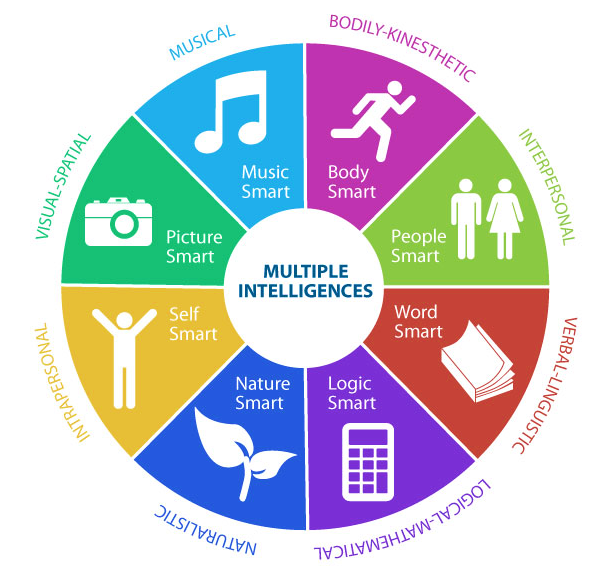 MUSICAL
BODILY-KINESTHETIC
INTERPERSONAL
VERBAL-LINGUISTIC
LOGICAL-MATHEMATICAL
NATURALISTIC
INTRAPERSONAL
VISUAL-SPATIAL
Music
Smart
Body
Smart
People
Smart
Word
Smart
Logic
Smart
Nature
Smart
Self
Smart
Picture
Smart
MULTIPLE
INTELLIGENCES